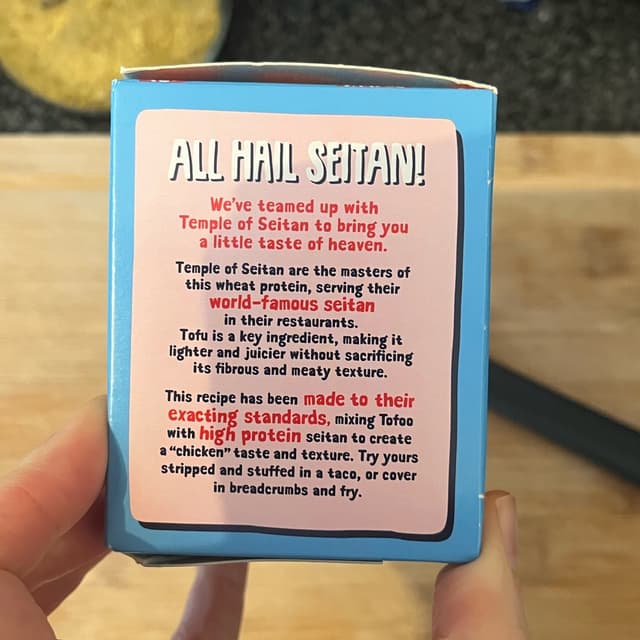 ALL HAIL SEITAN!
We've teamed up with
Temple of Seitan to bring you
a little taste of heaven.
Temple of Seitan are the masters of
this wheat protein, serving their
world-famous seitan
in their restaurants.
Tofu is a key ingredient, making it
lighter and juicier without sacrificing
its fibrous and meaty texture.
This recipe has been made to their
exacting standards, mixing Tofoo
with high protein seitan to create
a "chicken" taste and texture. Try yours
stripped and stuffed in a taco, or cover
in breadcrumbs and fry.